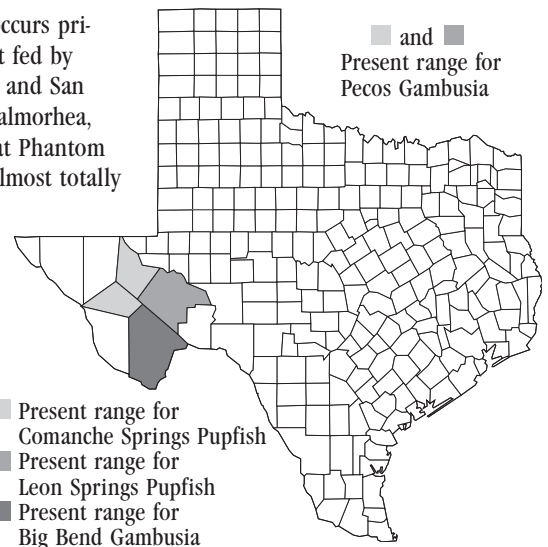 occurs pri-
t fed by
and San
almorhea,
at Phantom
lmost totally
and
Present range for
Pecos Gambusia
Present range for
Comanche Springs Pupfish
Present range for
Leon Springs Pupfish
Present range for
Big Bend Gambusia